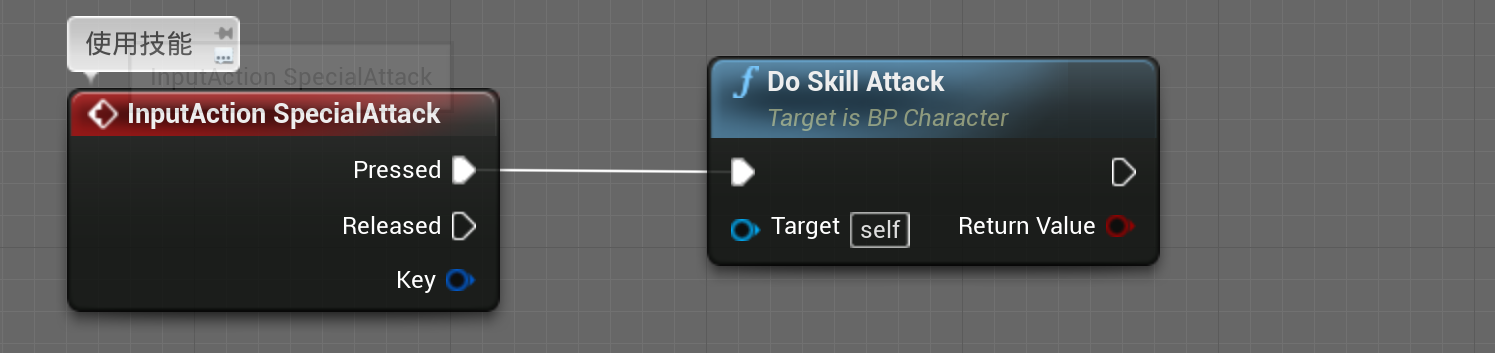 使用技能
InputAction SpecialAttack
InputAction SpecialAttack
Pressed
Released
Key
Do Skill Attack
Target is BP Character
Target self
Return Value